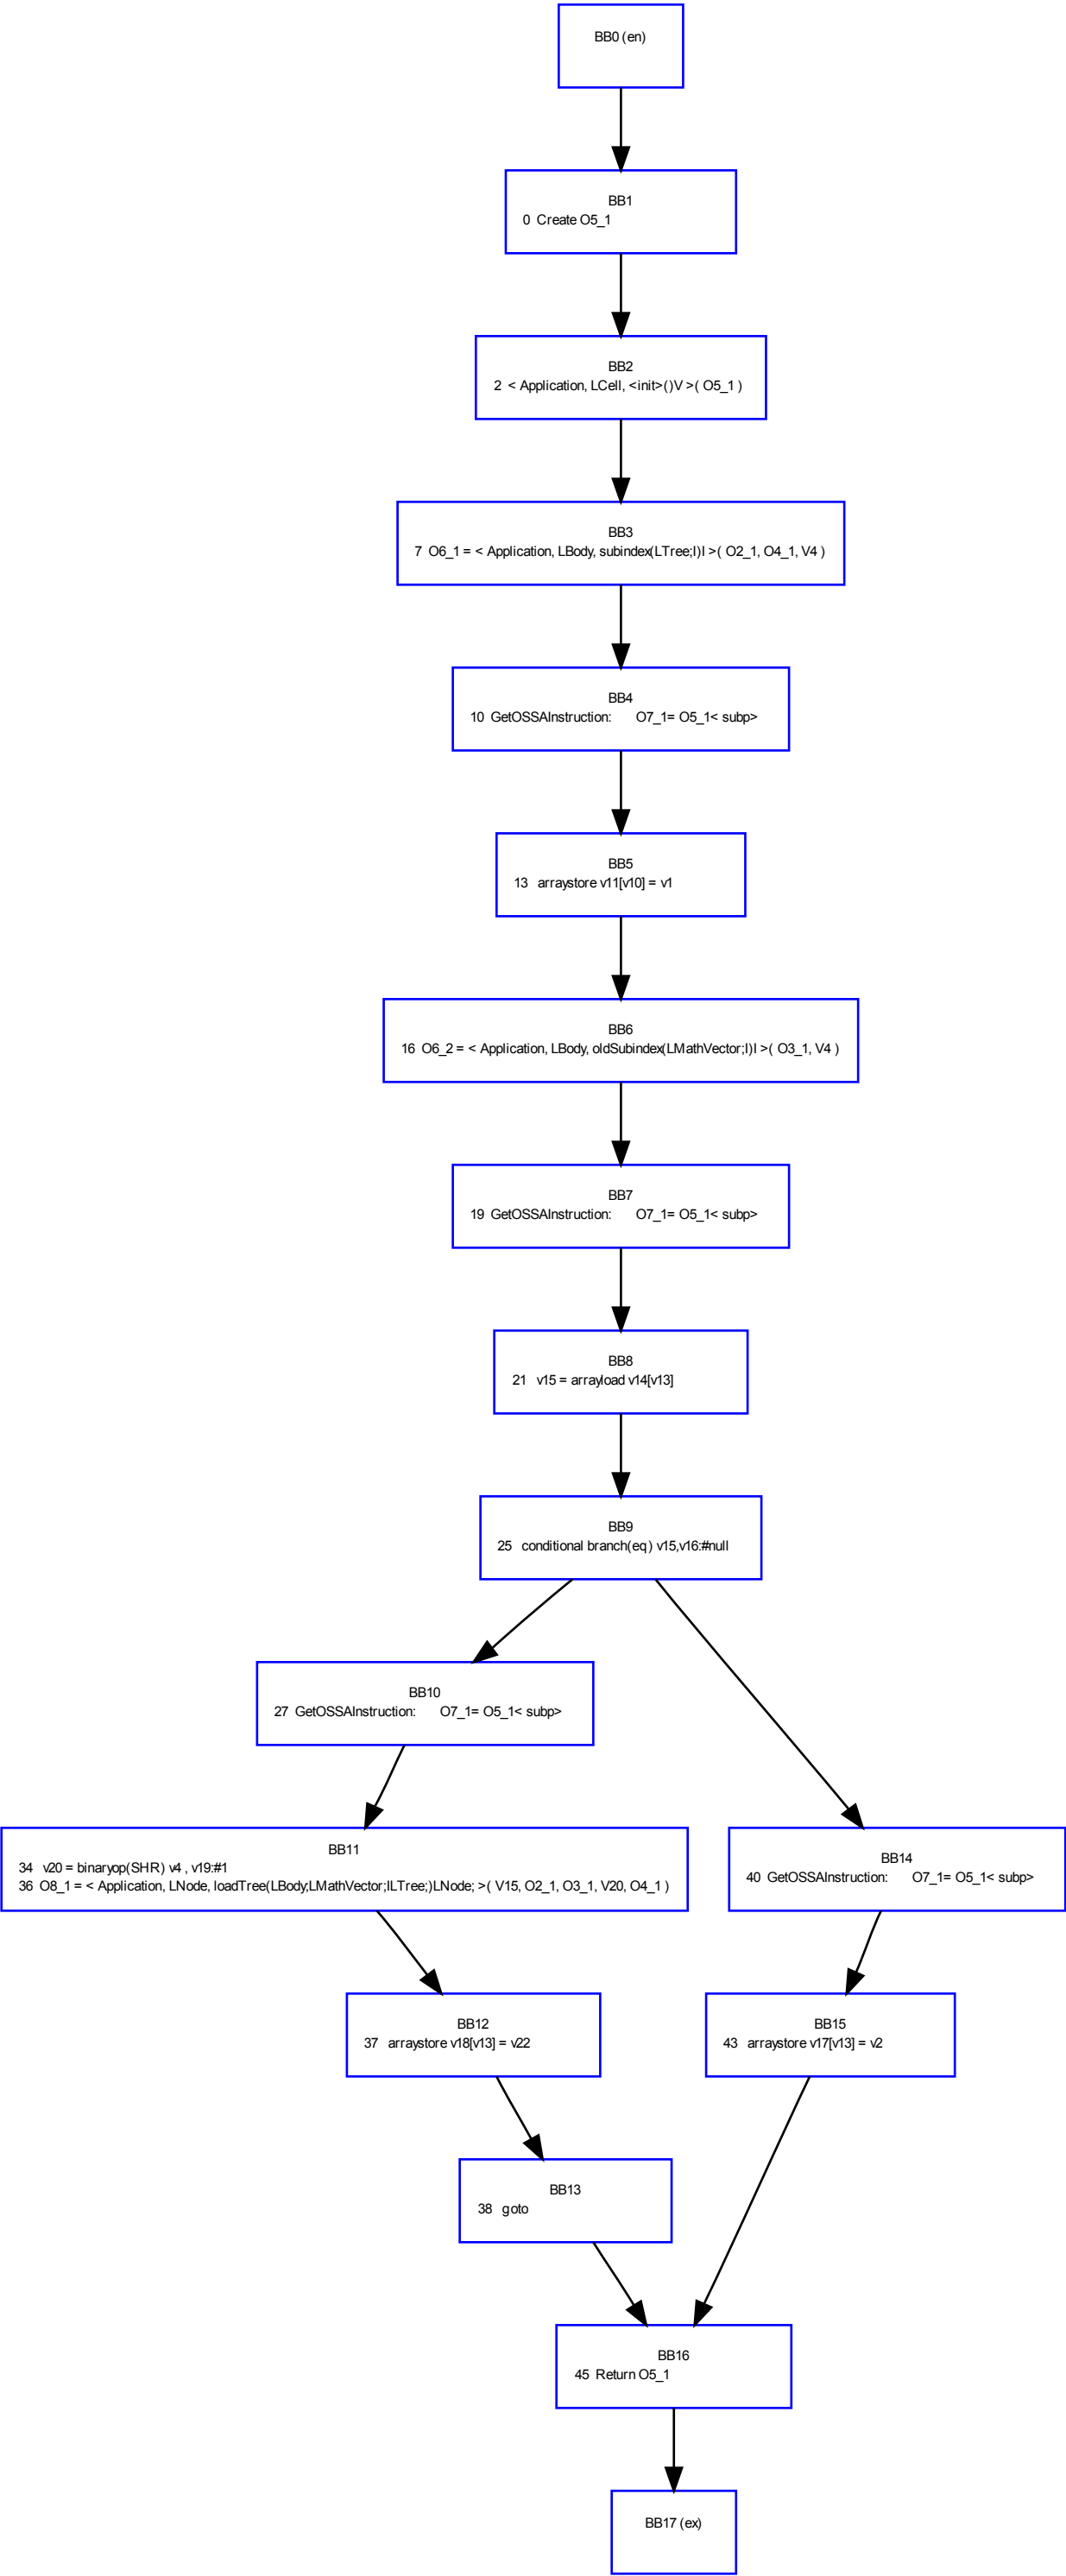 BB0 (en)
BB1
0 Create O5_1
BB2
2 < Application, LCell, <init>()V >( O5_1 )
BB3
7 O6_1 = < Application, LBody, subindex(LTree;I)I >( O2_1, O4_1, V4 )
BB4
10 GetOSSAInstruction: O7_1= O5_1< subp>
BB5
13 arraystore v11[v10] = v1
BB6
16 O6_2 = < Application, LBody, oldSubindex(LMathVector;I)I >( O3_1, V4 )
BB7
19 GetOSSAInstruction: O7_1= O5_1< subp>
BB8
21 v15 = arrayload v14[v13]
BB9
25 conditional branch(eq) v15,v16:#null
BB10
27 GetOSSAInstruction: O7_1= O5_1< subp>
BB11
34 v20 = binaryop(SHR) v4 , v19:#1
36 O8_1 = < Application, LNode, loadTree(LBody;LMathVector;ILTree;)LNode; >( V15, O2_1, O3_1, V20, O4_1 )
BB14
40 GetOSSAInstruction: O7_1= O5_1< subp>
BB12
37 arraystore v18[v13] = v22
BB15
43 arraystore v17[v13] = v2
BB13
38 goto
BB16
45 Return O5_1
BB17 (ex)